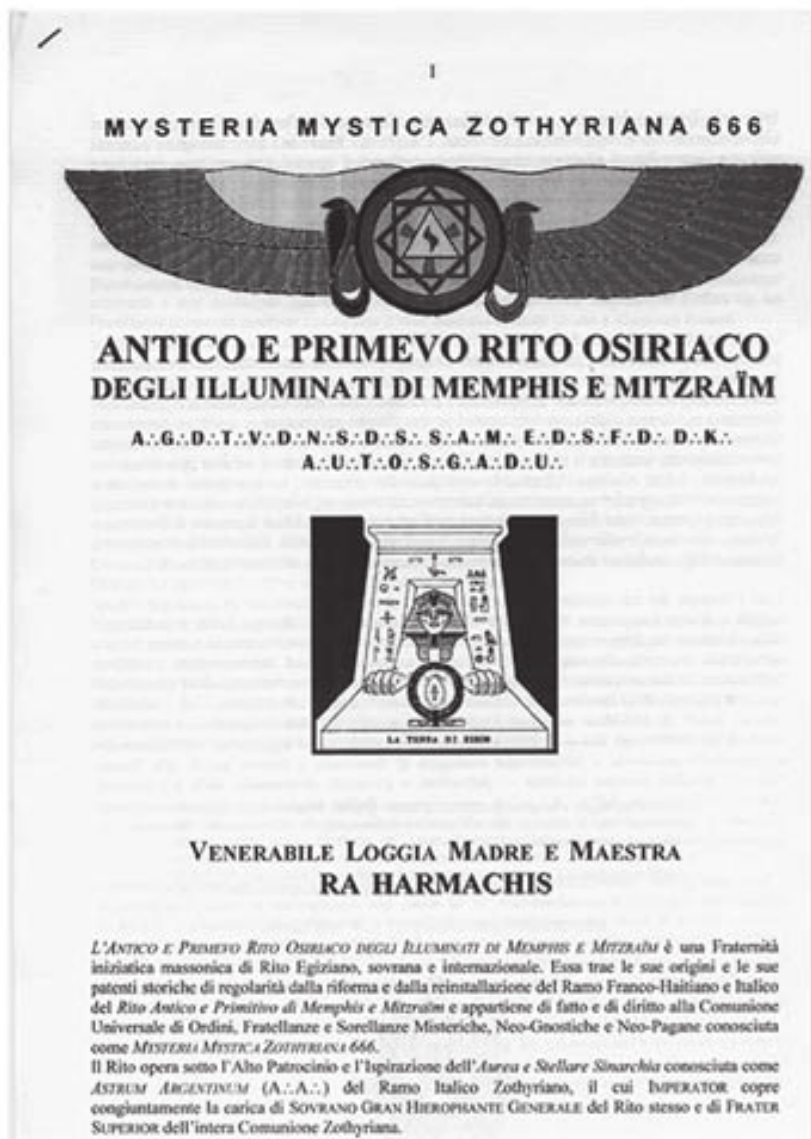 I
MYSTERIA MYSTICA ZOTHYRIANA 666
ANTICO E PRIMEVO RITO OSIRIACO
DEGLI ILLUMINATI DI MEMPHIS E MITZRAÏM
A∴G∴D∴T∴V∴D∴N∴S∴D∴S∴ S∴A∴M∴ E∴D∴S∴F∴D∴ D∴K∴
A∴U∴T∴O∴S∴G∴A∴D∴U∴
VENERABILE LOGGIA MADRE E MAESTRA
RA HARMACHIS
L'ANTICO E PRIMEVO RITO OSIRIACO DEGLI ILLUMINATI DI MEMPHIS E MITZRAÏM è una Fraternità
iniziatica massonica di Rito Egiziano, sovrana e internazionale. Essa trae le sue origini e le sue
patenti storiche di regolarità dalla riforma e dalla reinstallazione del Ramo Franco-Haitiano e Italico
del Rito Antico e Primitivo di Memphis e Mitzraïm e appartiene di fatto e di diritto alla Comunione
Universale di Ordini, Fratellanze e Sorellanze Misteriche, Neo-Gnostiche e Neo-Pagane conosciuta
come MYSTERIA MYSTICA ZOTHYRIANA 666.
Il Rito opera sotto l'Alto Patrocinio e l'Ispirazione dell'Aurea e Stellare Sinarchia conosciuta come
ASTRUM ARGENTINUM (A∴A∴) del Ramo Italico Zothyriano, il cui IMPERATOR copre
congiuntamente la carica di SOVRANO GRAN HIEROPHANTE GENERALE del Rito stesso e di FRATER
SUPERIOR dell'intera Comunione Zothyriana.